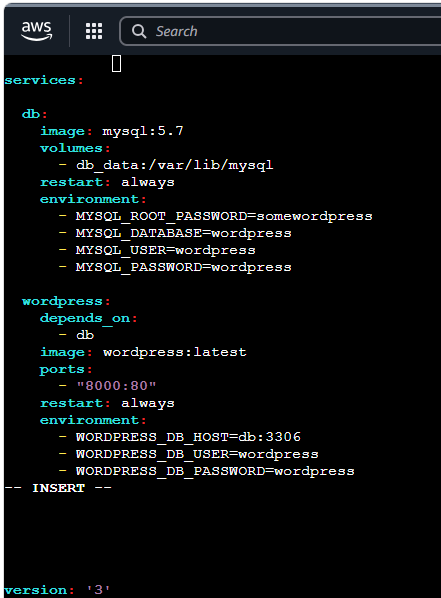 aws
Search
services:
  db:
    image: mysql:5.7
    volumes:
      - db_data:/var/lib/mysql
    restart: always
    environment:
      - MYSQL_ROOT_PASSWORD=somewordpress
      - MYSQL_DATABASE=wordpress
      - MYSQL_USER=wordpress
      - MYSQL_PASSWORD=wordpress
  wordpress:
    depends_on:
      - db
    image: wordpress:latest
    ports:
      - "8000:80"
    restart: always
    environment:
      - WORDPRESS_DB_HOST=db:3306
      - WORDPRESS_DB_USER=wordpress
      - WORDPRESS_DB_PASSWORD=wordpress
-- INSERT --
version: '3'